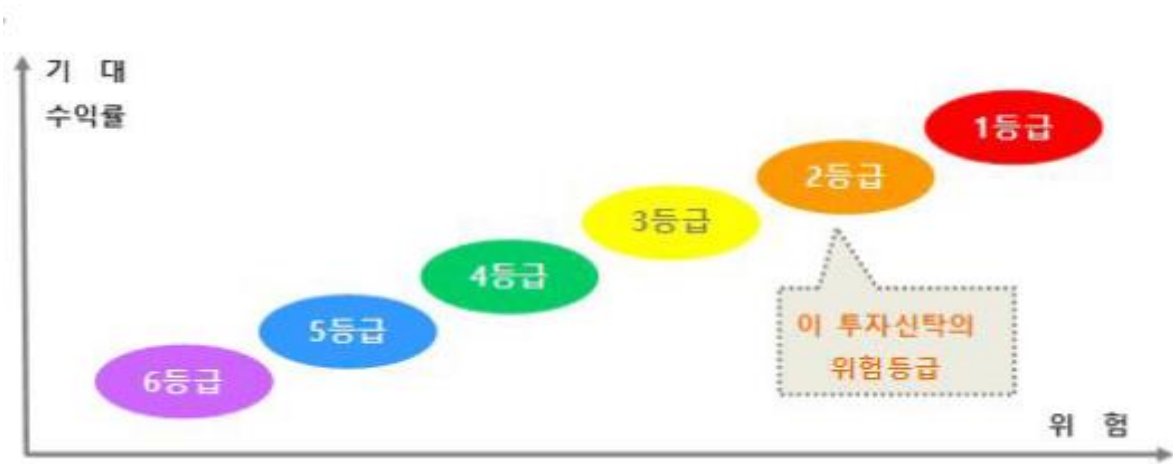 기 대
수익률
1등급
2등급
3등급
4등급
5등급
6등급
이 투자신탁의
위험등급
위 험